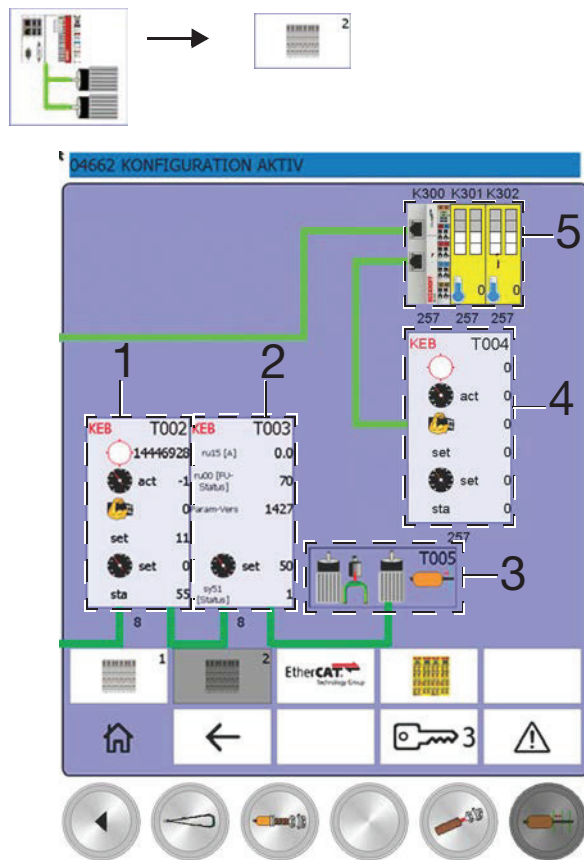 2
04662 KONFIGURATION AKTIV
K300 K301 K302
5
0 0
257 257 257
KEB T004
0
act 0
0
set 0
set 0
sta 0
4
257
1
KEB T002
14446928
act -1
0
set 11
set 0
sta 55
8
2
KEB T003
ru15 [A] 0.0
ru00 [FU-
Status] 70
Param-Vers 1427
set 50
sy51
[Status] 1
8
T005
3
1
2
EtherCAT
Technology Group
3